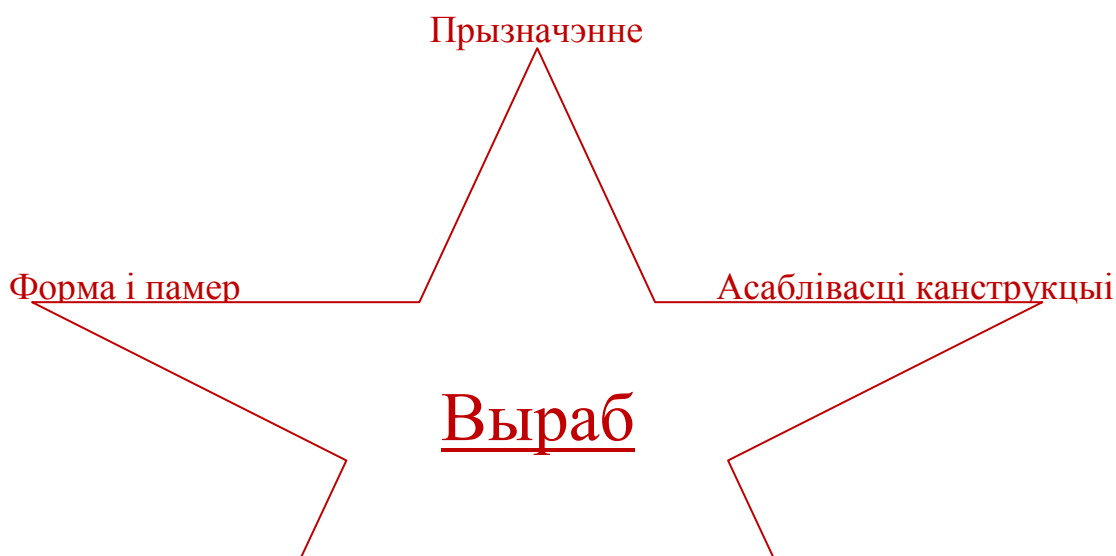 Прызначэнне
Форма і памер
Асаблівасці канструкцыі
Выраб